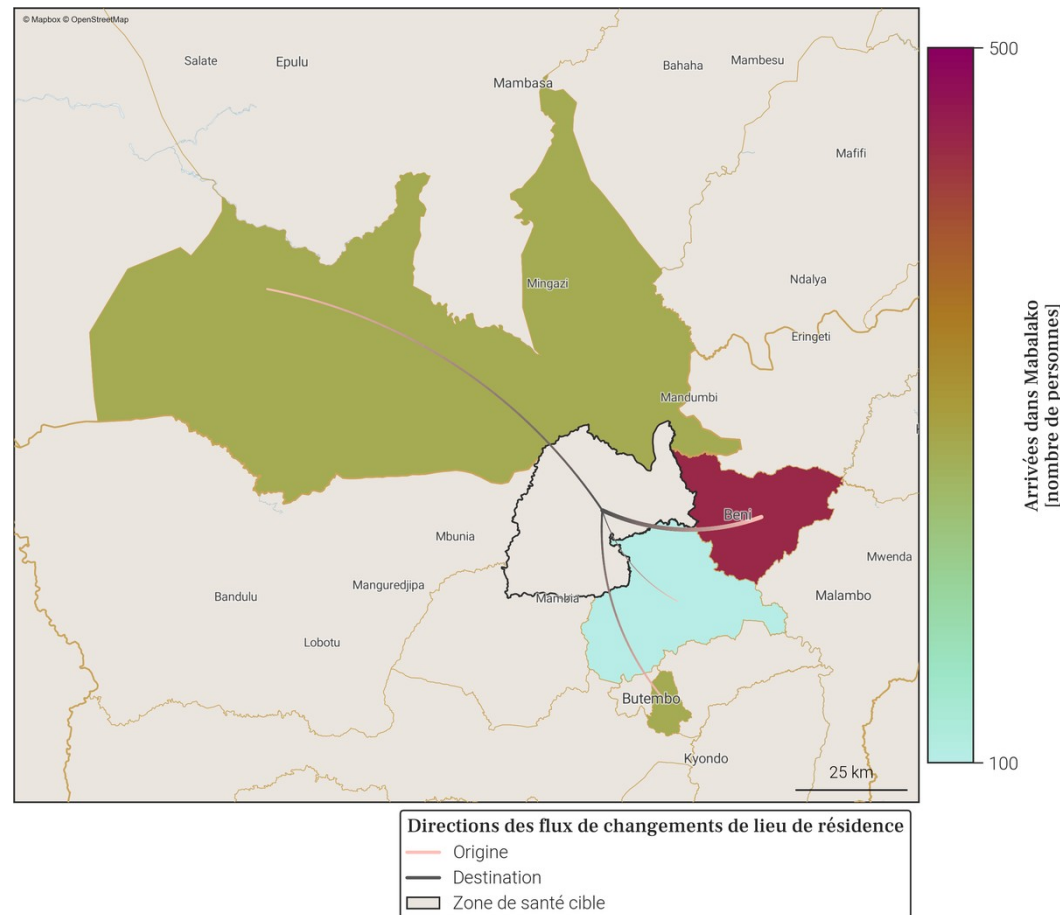 © Mapbox © OpenStreetMap
Salate
Epulu
Mambasa
Bahaha
Mambesu
Mafifi
Mingazi
Ndalya
Eringeti
Mandumbi
Beni
Mbunia
Mwenda
Manguredjipa
Bandulu
Mambia
Malambo
Lobotu
Butembo
Kyondo
25 km
500
100
Arrivées dans Mabalako
[nombre de personnes]
Directions des flux de changements de lieu de résidence
Origine
Destination
Zone de santé cible